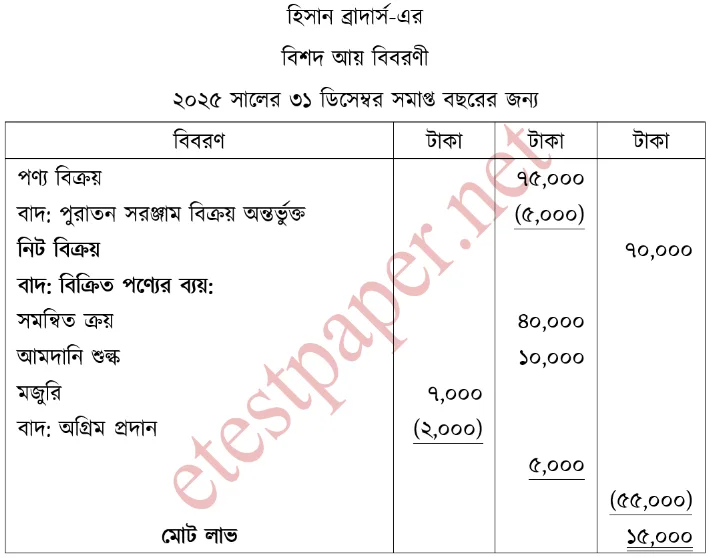 হিসান ব্রাদার্স-এর
বিশদ আয় বিবরণী
২০২৫ সালের ৩১ ডিসেম্বর সমাপ্ত বছরের জন্য
বিবরণ টাকা টাকা টাকা
পণ্য বিক্রয় ৭৫,০০০
বাদ: পুরাতন সরঞ্জাম বিক্রয় অন্তর্ভুক্ত (৫,০০০)
নিট বিক্রয় ৭০,০০০
বাদ: বিক্রিত পণ্যের ব্যয়:
সমন্বিত ক্রয় ৪০,০০০
আমদানি শুল্ক ১০,০০০
মজুরি ৭,০০০
বাদ: অগ্রিম প্রদান (২,০০০)
৫,০০০
(৫৫,০০০)
মোট লাভ ১৫,০০০
etestpaper.net